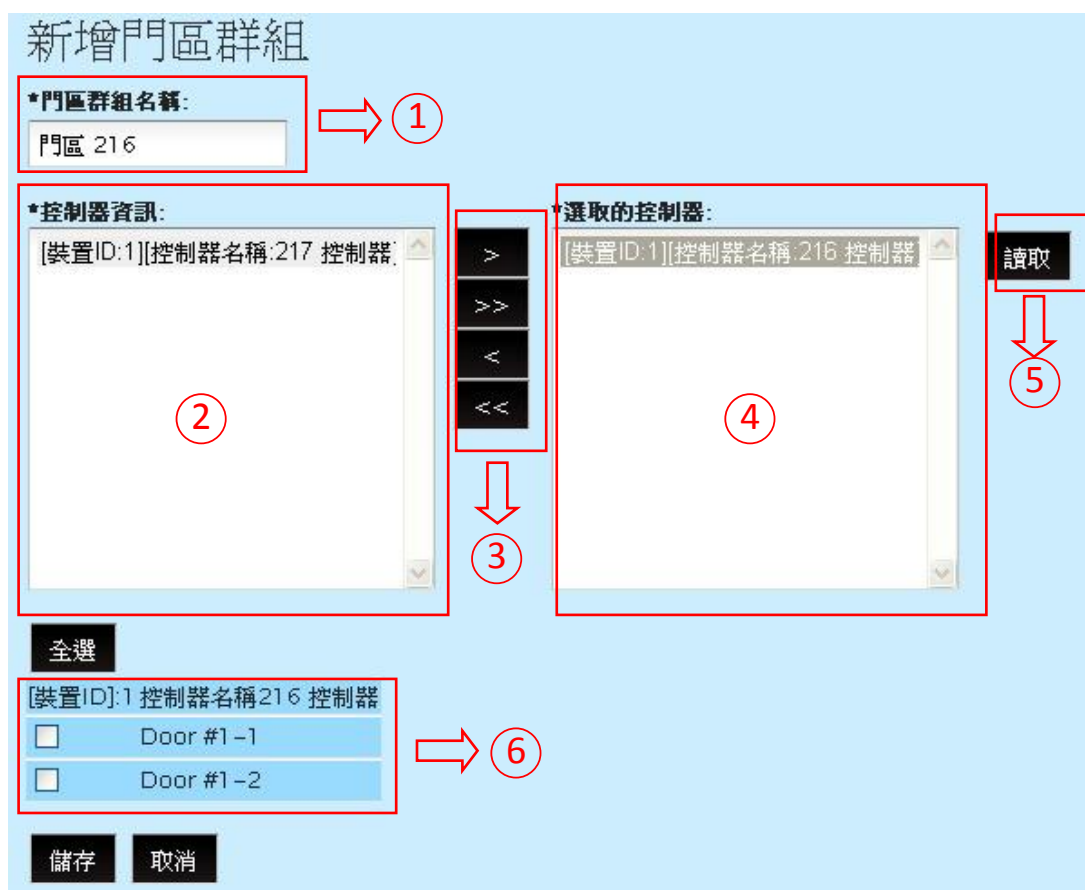 新增門區群組
*門區群組名稱:
門區 216
①
*控制器資訊:
[裝置ID:1][控制器名稱:217 控制器]
②
>
>>
<
<<
③
*選取的控制器:
[裝置ID:1][控制器名稱:216 控制器
④
讀取
⑤
全選
[裝置ID]:1 控制器名稱216 控制器
Door #1-1
Door #1-2
⑥
儲存 取消